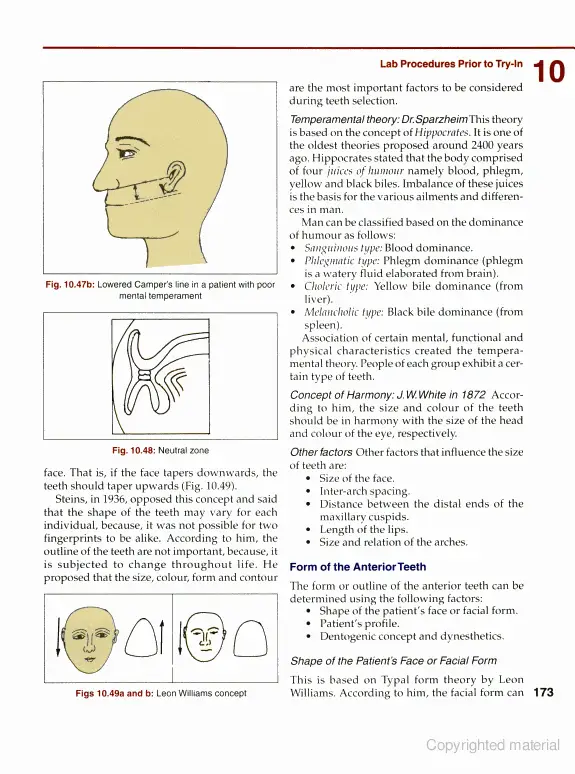 Lab Procedures Prior to Try-In 10
Fig. 10.47b: Lowered Camper's line in a patient with poor
mental temperament
Fig. 10.48: Neutral zone
face. That is, if the face tapers downwards, the
teeth should taper upwards (Fig. 10.49).
Steins, in 1936, opposed this concept and said
that the shape of the teeth may vary for each
individual, because, it was not possible for two
fingerprints to be alike. According to him, the
outline of the teeth are not important, because, it
is subjected to change throughout life. He
proposed that the size, colour, form and contour
Figs 10.49a and b: Leon Williams concept
are the most important factors to be considered
during teeth selection.
Temperamental theory: Dr.Sparzheim This theory
is based on the concept of Hippocrates. It is one of
the oldest theories proposed around 2400 years
ago. Hippocrates stated that the body comprised
of four juices of humour namely blood, phlegm,
yellow and black biles. Imbalance of these juices
is the basis for the various ailments and differen-
ces in man.
Man can be classified based on the dominance
of humour as follows:
• Sanguinous type: Blood dominance.
• Phlegmatic type: Phlegm dominance (phlegm
is a watery fluid elaborated from brain).
• Choleric type: Yellow bile dominance (from
liver).
• Melancholic type: Black bile dominance (from
spleen).
Association of certain mental, functional and
physical characteristics created the tempera-
mental theory. People of each group exhibit a cer-
tain type of teeth.
Concept of Harmony: J.W.White in 1872 Accor-
ding to him, the size and colour of the teeth
should be in harmony with the size of the head
and colour of the eye, respectively.
Other factors Other factors that influence the size
of teeth are:
• Size of the face.
• Inter-arch spacing.
• Distance between the distal ends of the
maxillary cuspids.
• Length of the lips.
• Size and relation of the arches.
Form of the Anterior Teeth
The form or outline of the anterior teeth can be
determined using the following factors:
• Shape of the patient's face or facial form.
• Patient's profile.
• Dentogenic concept and dynesthetics.
Shape of the Patient's Face or Facial Form
This is based on Typal form theory by Leon
Williams. According to him, the facial form can 173
Copyrighted material